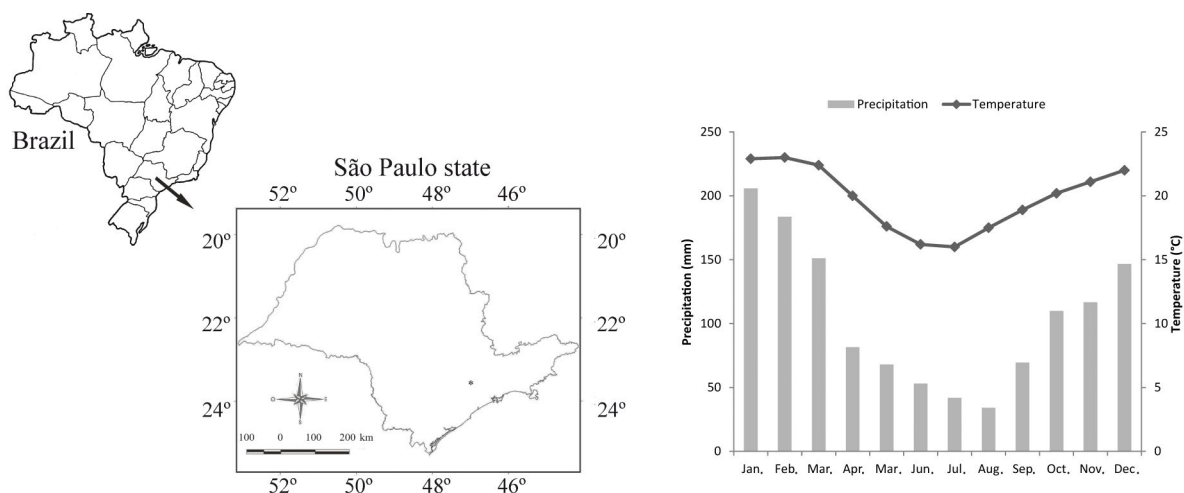 Brazil
São Paulo state
52º 50º 48º 46º
20º 20º
22º 22º
24º 24º
N
O E
S
100 0 60 100 200 km
52º 50º 48º 46º
Precipitation Temperature
250 25
200 20
150 15
100 10
50 5
0 0
Precipitation (mm)
Temperature (°C)
Jan. Feb. Mar. Apr. Mar. Jun. Jul. Aug. Sep. Oct. Nov. Dec.